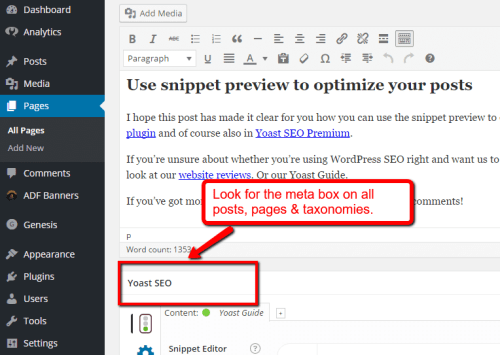 Dashboard
Analytics
Posts
Media
Pages
All Pages
Add New
Comments
ADF Banners
Genesis
Appearance
Plugins
Users
Tools
Settings
Add Media
B I ABC
Paragraph U A Ω ?
Use snippet preview to optimize your posts
I hope this post has made it clear for you how you can use the snippet preview to
plugin and of course also in Yoast SEO Premium.
If you're unsure about whether you're using WordPress SEO right and want us to
look at our website reviews. Or our Yoast Guide.
If you've got mo
comments!
Look for the meta box on all
posts, pages & taxonomies.
P
Word count: 1353
Yoast SEO
Content: Yoast Guide +
Snippet Editor ?